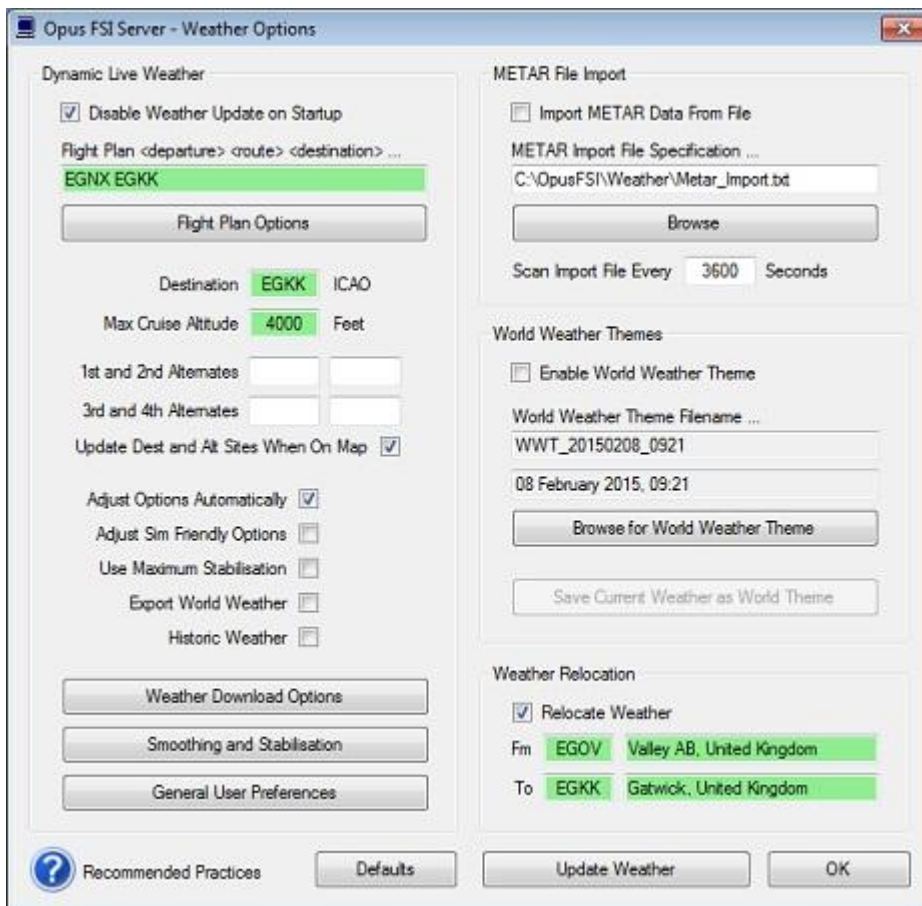 Opus FSI Server - Weather Options
Dynamic Live Weather
Disable Weather Update on Startup
Flight Plan <departure> <route> <destination> ...
EGNX EGKK
Flight Plan Options
Destination EGKK ICAO
Max Cruise Altitude 4000 Feet
1st and 2nd Alternates
3rd and 4th Alternates
Update Dest and Alt Sites When On Map
Adjust Options Automatically
Adjust Sim Friendly Options
Use Maximum Stabilisation
Export World Weather
Historic Weather
Weather Download Options
Smoothing and Stabilisation
General User Preferences
METAR File Import
Import METAR Data From File
METAR Import File Specification ...
C:\OpusFSI\Weather\Metar_Import.txt
Browse
Scan Import File Every 3600 Seconds
World Weather Themes
Enable World Weather Theme
World Weather Theme Filename ...
WWT_20150208_0921
08 February 2015, 09:21
Browse for World Weather Theme
Save Current Weather as World Theme
Weather Relocation
Relocate Weather
Fm EGOV Valley AB, United Kingdom
To EGKK Gatwick, United Kingdom
? Recommended Practices Defaults Update Weather OK